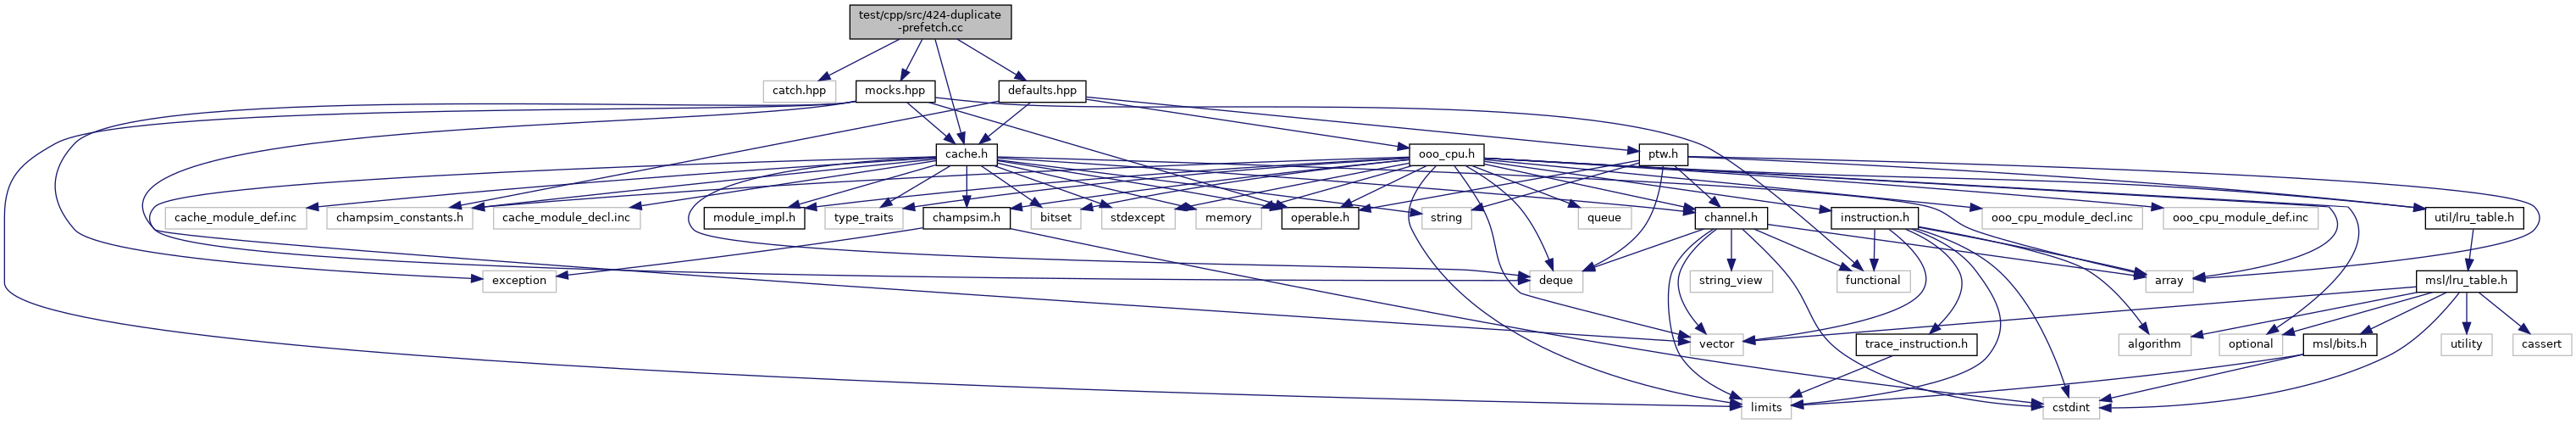 test/cpp/src/424-duplicate
-prefetch.cc
catch.hpp
mocks.hpp
defaults.hpp
cache.h
ooo_cpu.h
ptw.h
cache_module_def.inc
champsim_constants.h
cache_module_decl.inc
module_impl.h
type_traits
champsim.h
bitset
stdexcept
memory
operable.h
string
queue
channel.h
instruction.h
ooo_cpu_module_decl.inc
ooo_cpu_module_def.inc
util/lru_table.h
exception
deque
string_view
functional
array
msl/lru_table.h
vector
trace_instruction.h
algorithm
optional
msl/bits.h
utility
cassert
limits
cstdint